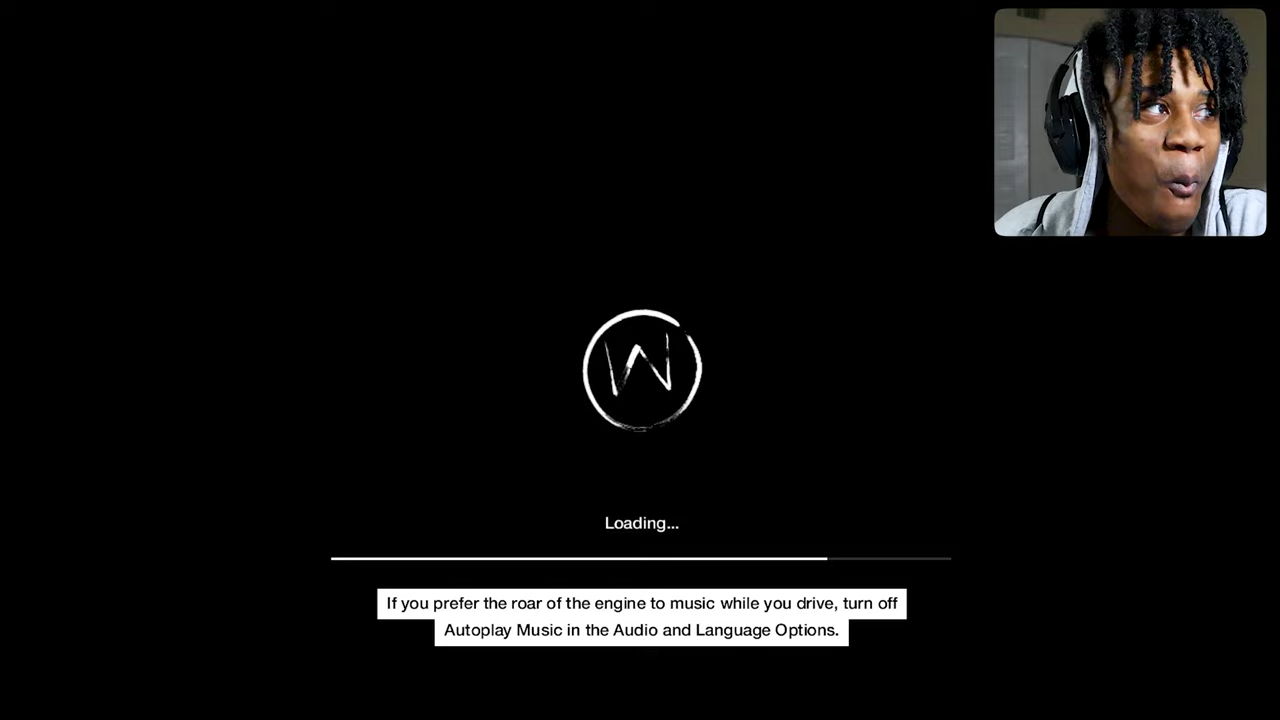 W
Loading...
If you prefer the roar of the engine to music while you drive, turn off
Autoplay Music in the Audio and Language Options.